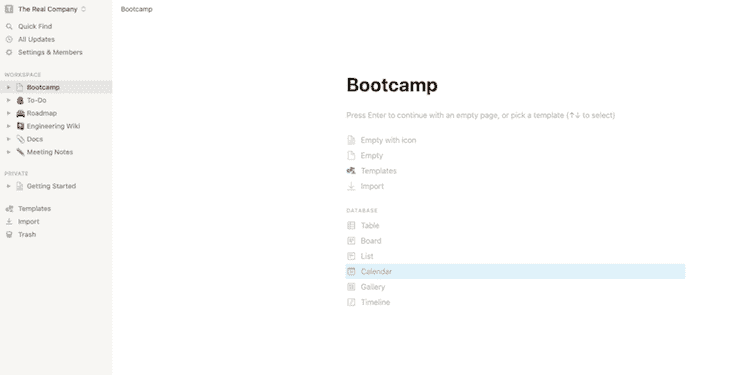 The Real Company
Quick Find
All Updates
Settings & Members
WORKSPACE
Bootcamp
To-Do
Roadmap
Engineering Wiki
Docs
Meeting Notes
PRIVATE
Getting Started
Templates
Import
Trash
Bootcamp
Bootcamp
Press Enter to continue with an empty page, or pick a template (↑↓ to select)
Empty with icon
Empty
Templates
Import
DATABASE
Table
Board
List
Calendar
Gallery
Timeline